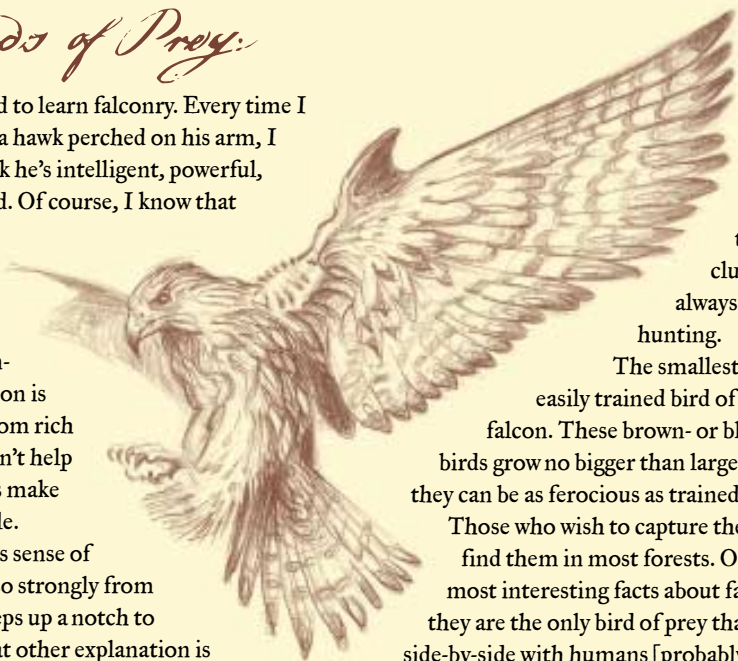 ds of Prey:
d to learn falconry. Every time I
a hawk perched on his arm, I
k he's intelligent, powerful,
d. Of course, I know that
n-
on is
om rich
n't help
s make
le.
s sense of
o strongly from
eps up a notch to
t other explanation is
t
clu
always
hunting.
The smallest
easily trained bird of
falcon. These brown- or bl
birds grow no bigger than large
they can be as ferocious as trained
Those who wish to capture the
find them in most forests. O
most interesting facts about fa
they are the only bird of prey tha
side-by-side with humans [probably